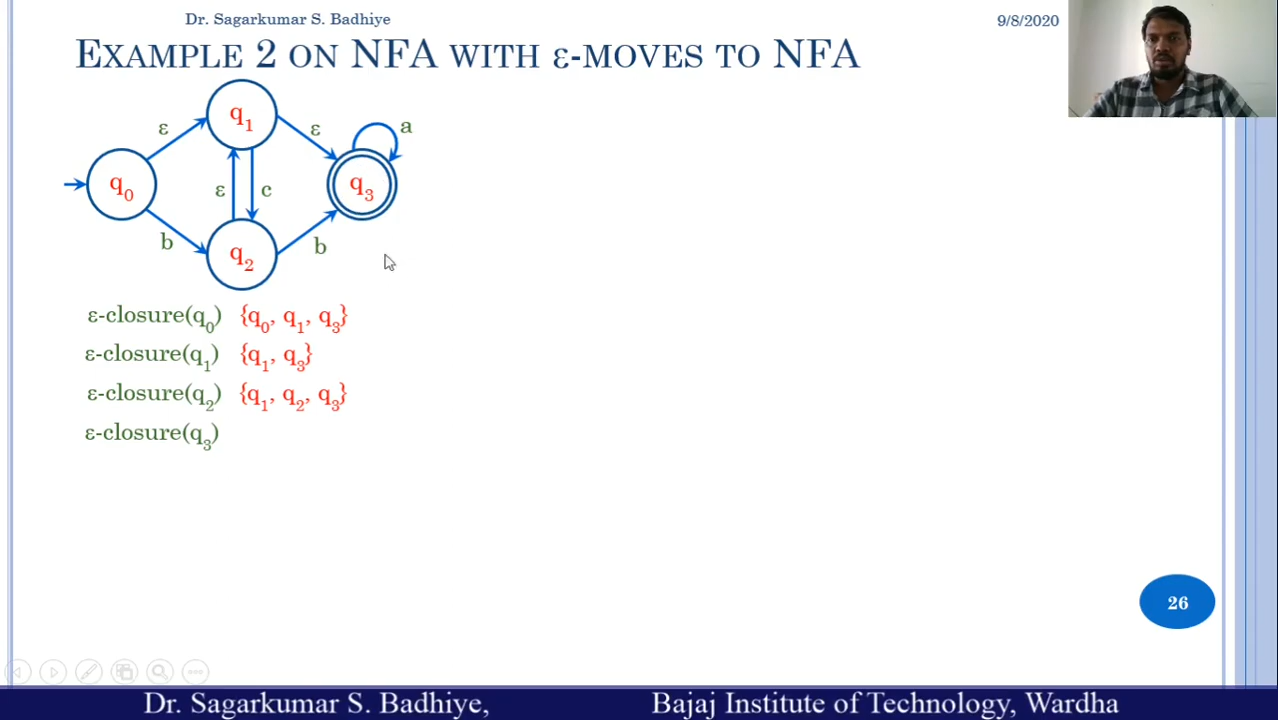 Dr. Sagarkumar S. Badhiye
9/8/2020
EXAMPLE 2 ON NFA WITH ε-MOVES TO NFA
q1
ε
ε
a
q0
ε
c
q3
b
q2
b
ε-closure(q0) {q0, q1, q3}
ε-closure(q1) {q1, q3}
ε-closure(q2) {q1, q2, q3}
ε-closure(q3)
26
Dr. Sagarkumar S. Badhiye, Bajaj Institute of Technology, Wardha